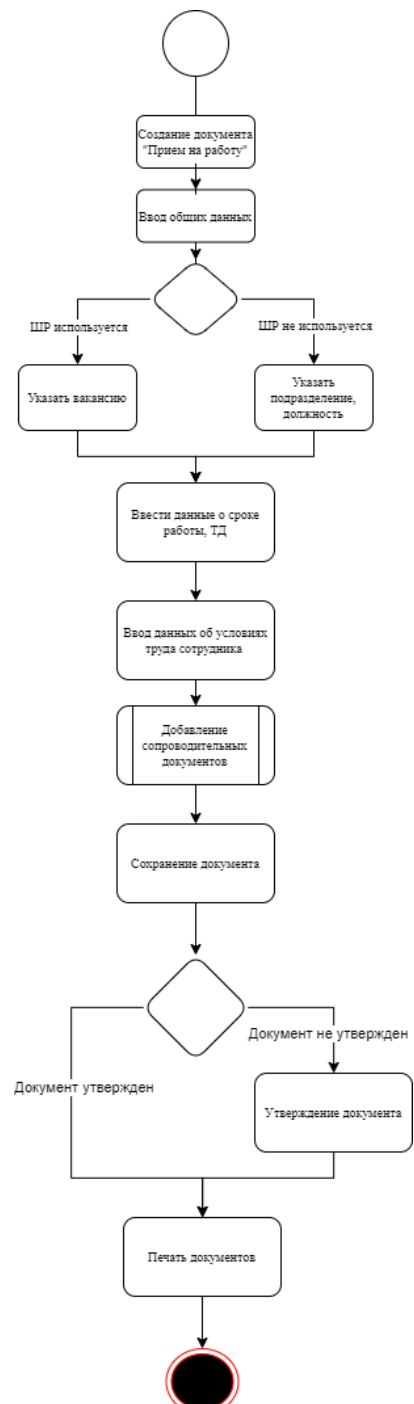 Создание документа
"Прием на работу"
Ввод общих данных
ШР используется
ШР не используется
Указать вакансию
Указать
подразделение,
должность
Ввести данные о сроке
работы, ТД
Ввод данных об условиях
труда сотрудника
Добавление
сопроводительных
документов
Сохранение документа
Документ не утвержден
Документ утвержден
Утверждение документа
Печать документов